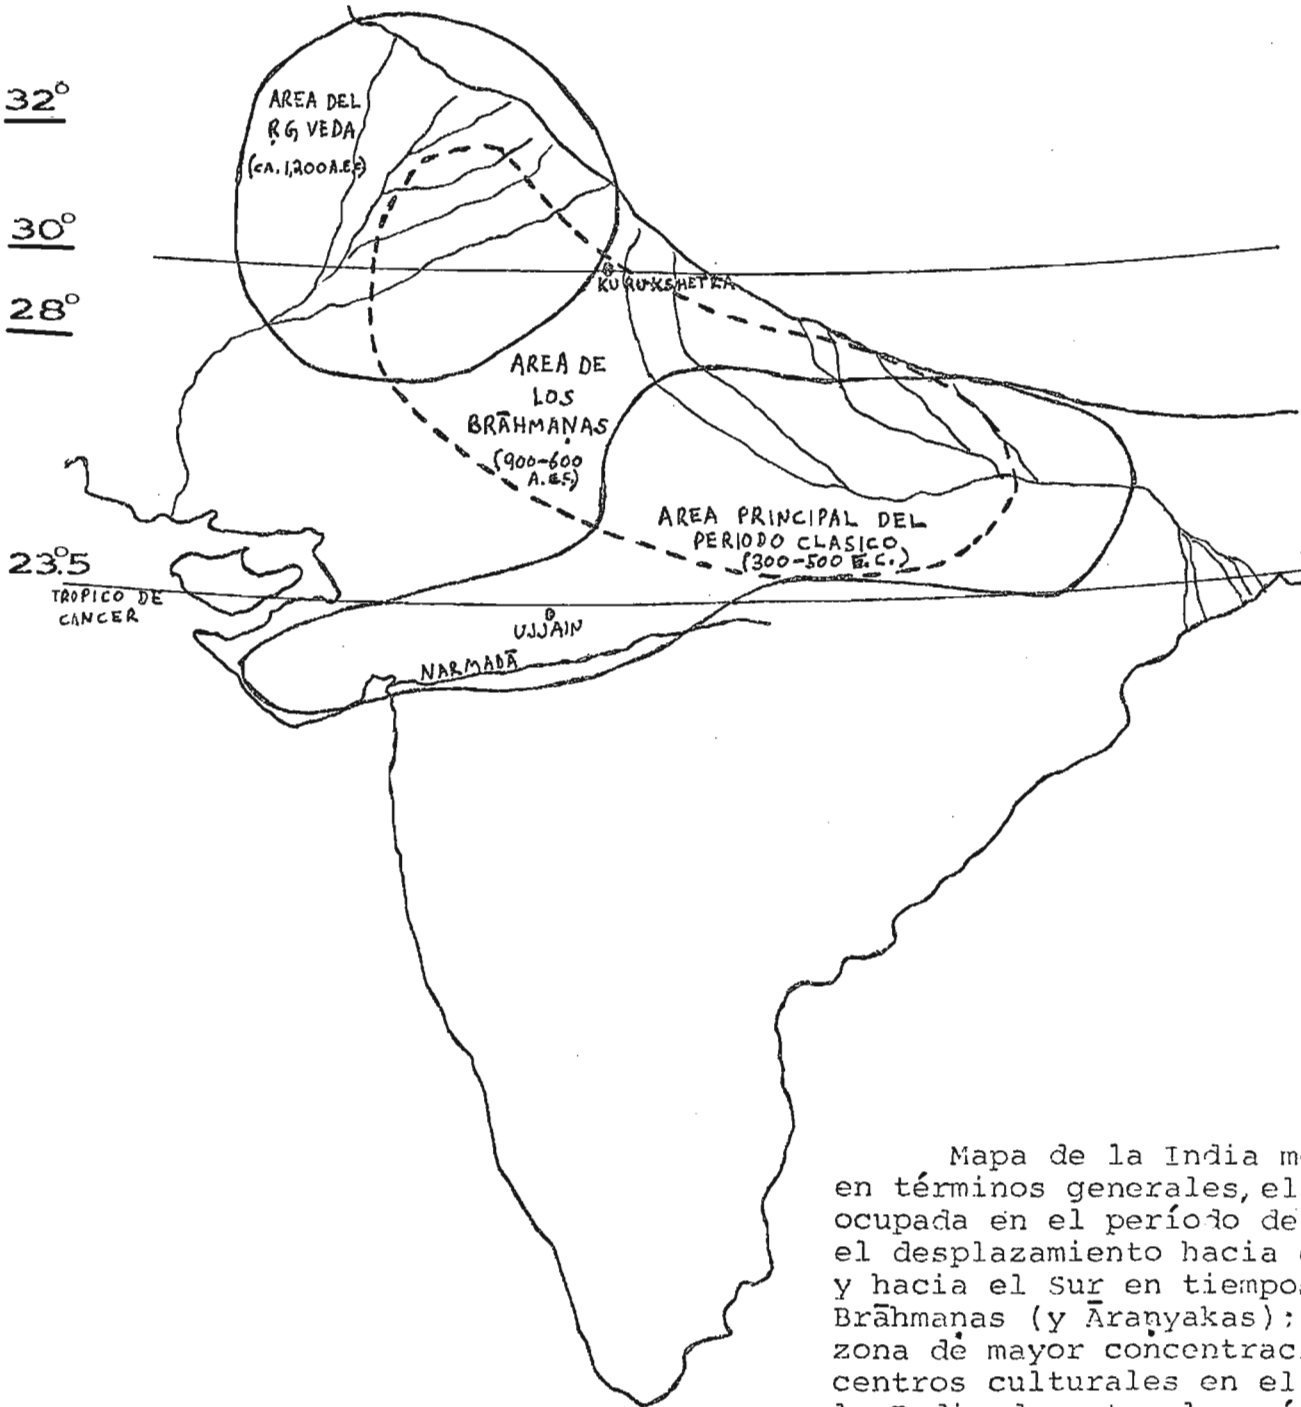 32°
AREA DEL
ṚG VEDA
(CA. 1,200 A.E.C)
30°
KURUKSHETRA
28°
AREA DE
LOS
BRĀHMAṆAS
(900-600
A.E.C)
AREA PRINCIPAL DEL
PERIODO CLASICO
(300-500 E.C.)
23°5
TROPICO DE
CANCER
UJJAIN
NARMADĀ
Mapa de la India m
en términos generales, el
ocupada en el período de
el desplazamiento hacia
y hacia el Sur en tiempo
Brāhmaṇas (y Āraṇyakas);
zona de mayor concentrac
centros culturales en el